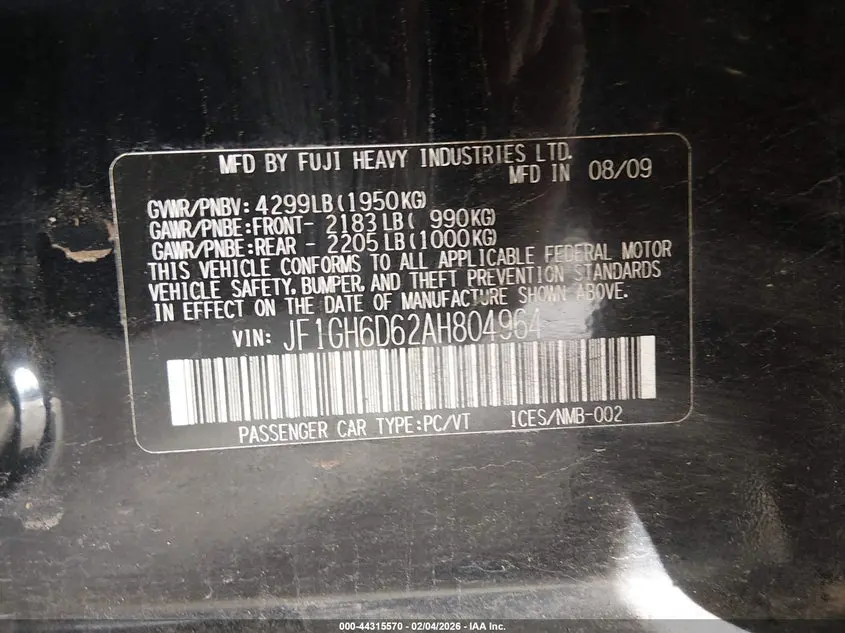 MFD BY FUJI HEAVY INDUSTRIES LTD.
MFD IN 08/09
GVWR/PNBV: 4299LB(1950KG)
GAWR/PNBE:FRONT- 2183LB( 990KG)
GAWR/PNBE:REAR - 2205LB(1000KG)
THIS VEHICLE CONFORMS TO ALL APPLICABLE FEDERAL MOTOR
VEHICLE SAFETY, BUMPER, AND THEFT PREVENTION STANDARDS
IN EFFECT ON THE DATE OF MANUFACTURE SHOWN ABOVE.
VIN: JF1GH6D62AH804964
PASSENGER CAR TYPE:PC/VT ICES/NMB-002
000-44315570 - 02/04/2026 - IAA Inc.